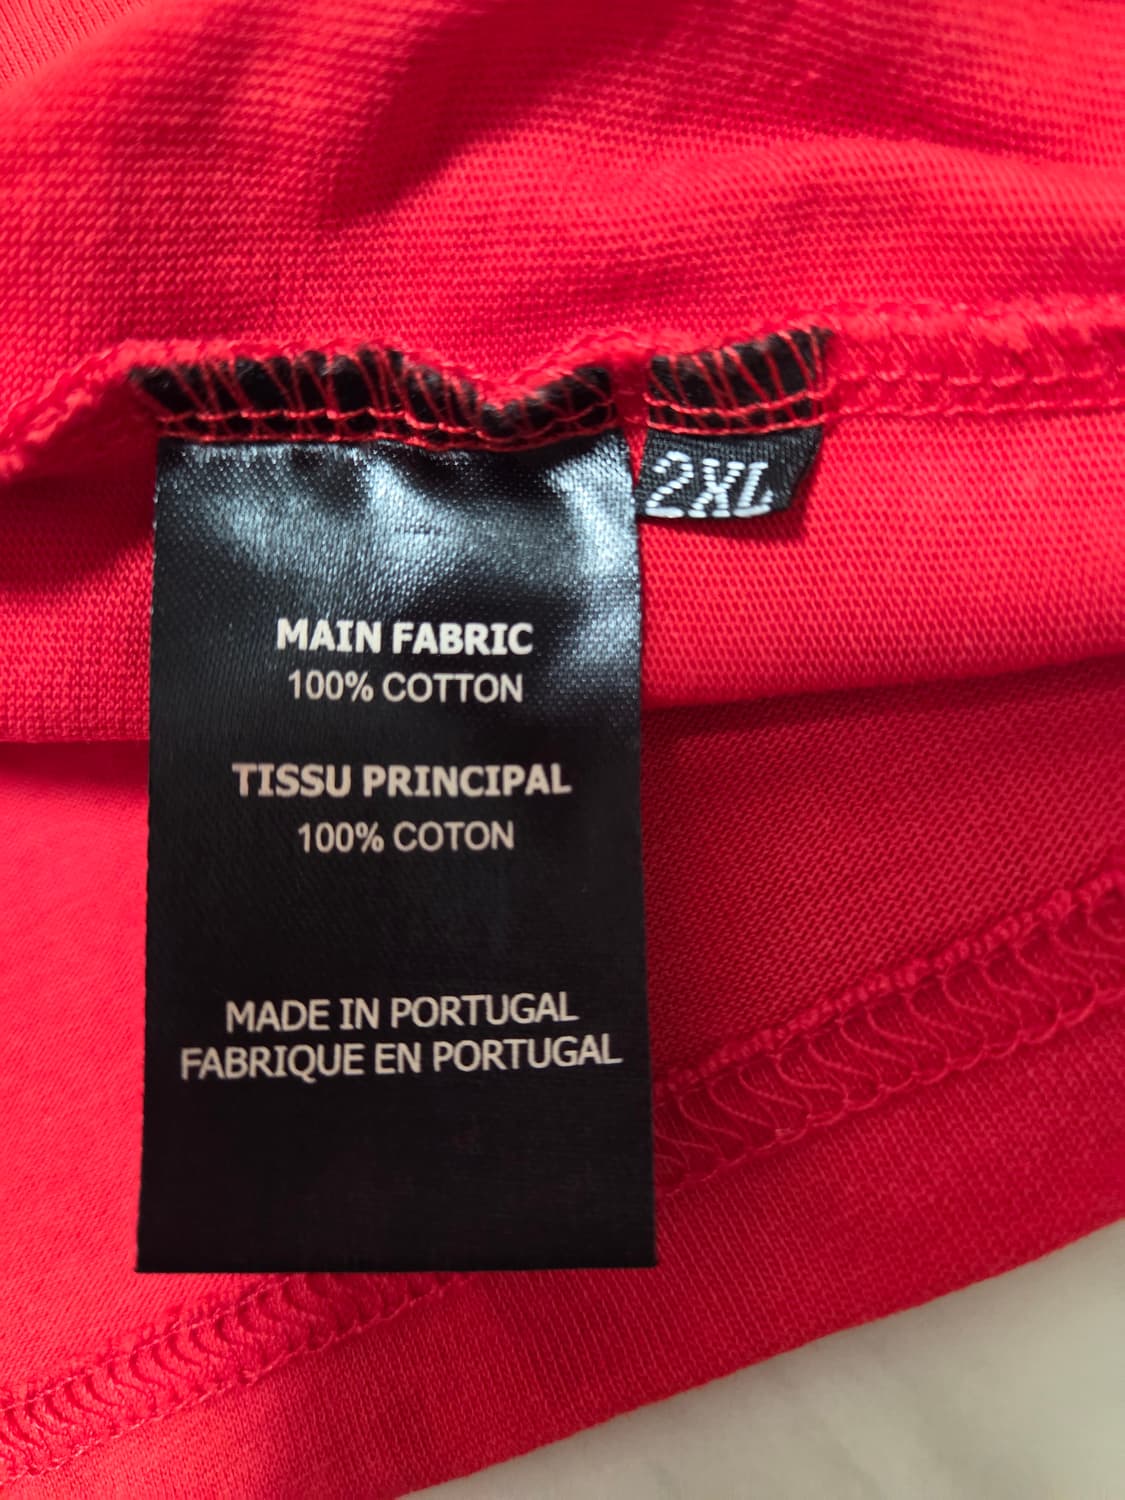 2XL
MAIN FABRIC
100% COTTON
TISSU PRINCIPAL
100% COTON
MADE IN PORTUGAL
FABRIQUE EN PORTUGAL